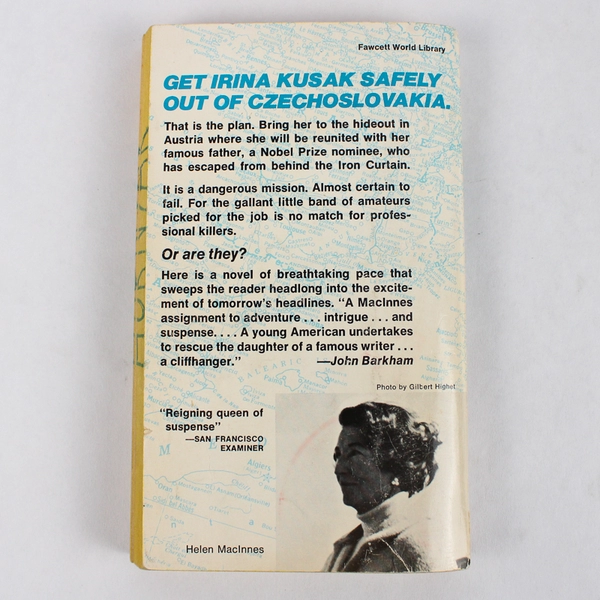 Fawcett World Library
GET IRINA KUSAK SAFELY
OUT OF CZECHOSLOVAKIA.
That is the plan. Bring her to the hideout in
Austria where she will be reunited with her
famous father, a Nobel Prize nominee, who
has escaped from behind the Iron Curtain.
It is a dangerous mission. Almost certain to
fail. For the gallant little band of amateurs
picked for the job is no match for profes-
sional killers.
Or are they?
Here is a novel of breathtaking pace that
sweeps the reader headlong into the excite-
ment of tomorrow's headlines. "A MacInnes
assignment to adventure . . . intrigue . . . and
suspense. . . . A young American undertakes
to rescue the daughter of a famous writer . . .
a cliffhanger." —John Barkham
Photo by Gilbert Highet
"Reigning queen of
suspense"
—SAN FRANCISCO
EXAMINER
Algiers
Helen MacInnes